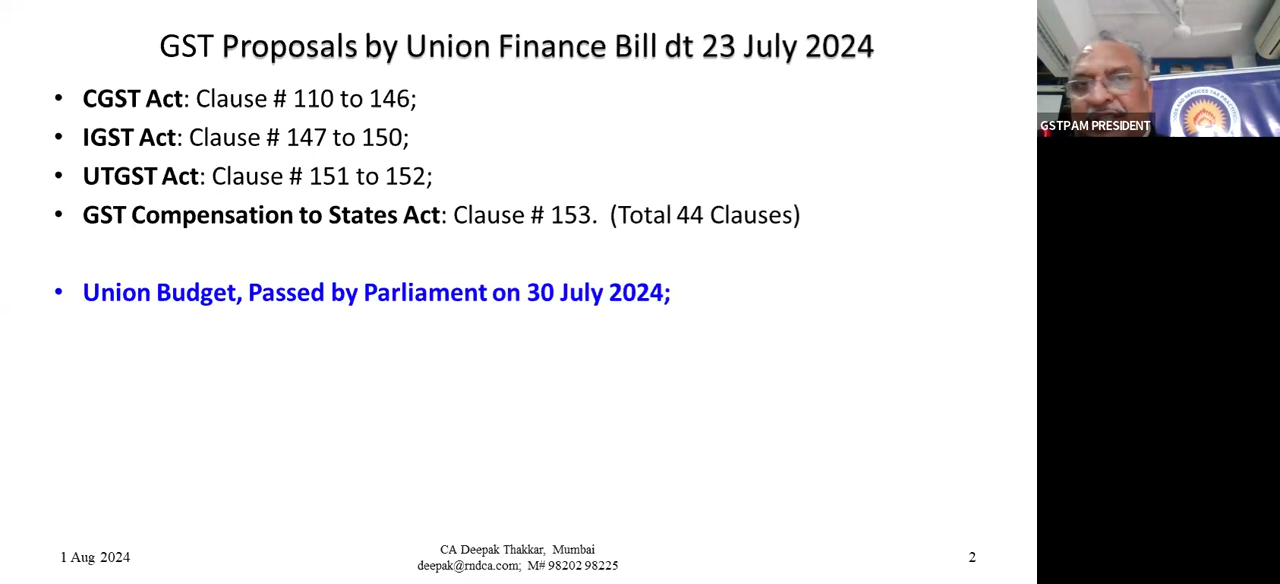 GST Proposals by Union Finance Bill dt 23 July 2024
• CGST Act: Clause # 110 to 146;
• IGST Act: Clause # 147 to 150;
• UTGST Act: Clause # 151 to 152;
• GST Compensation to States Act: Clause # 153. (Total 44 Clauses)
• Union Budget, Passed by Parliament on 30 July 2024;
1 Aug 2024
CA Deepak Thakkar, Mumbai
deepak@rndca.com; M# 98202 98225
2
GSTPAM PRESIDENT